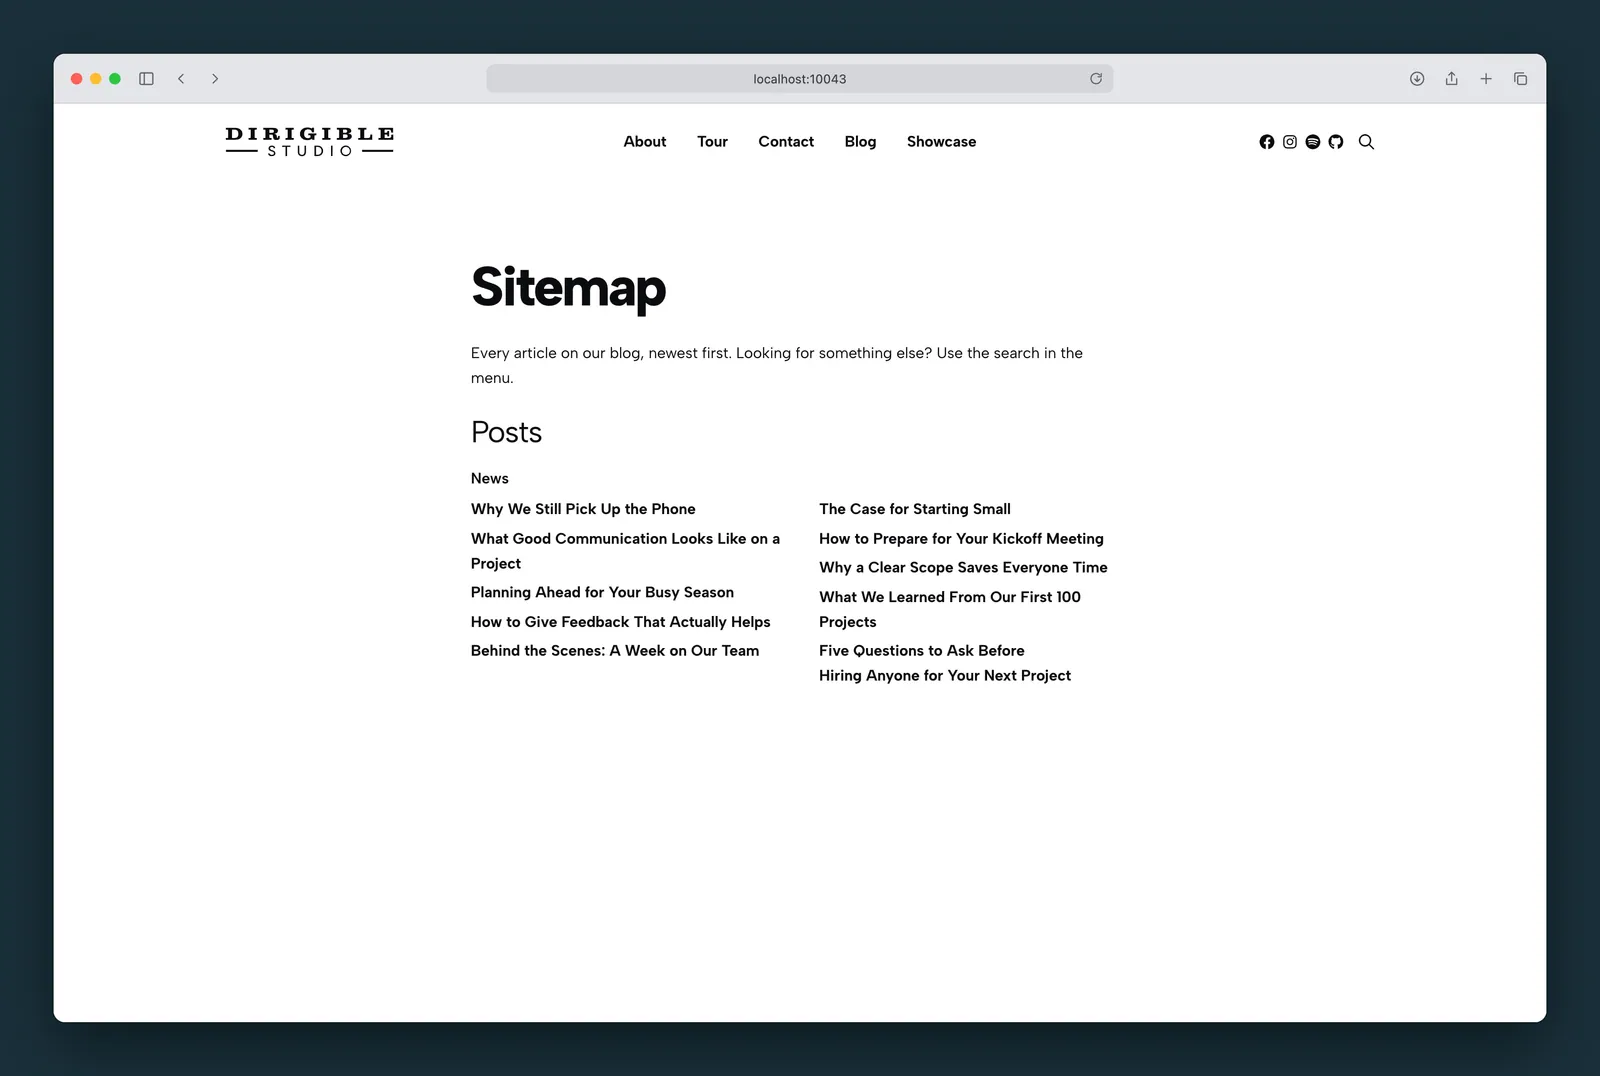 localhost:10043
DIRIGIBLE
STUDIO
About
Tour
Contact
Blog
Showcase
Sitemap
Every article on our blog, newest first. Looking for something else? Use the search in the
menu.
Posts
News
Why We Still Pick Up the Phone
What Good Communication Looks Like on a
Project
Planning Ahead for Your Busy Season
How to Give Feedback That Actually Helps
Behind the Scenes: A Week on Our Team
The Case for Starting Small
How to Prepare for Your Kickoff Meeting
Why a Clear Scope Saves Everyone Time
What We Learned From Our First 100
Projects
Five Questions to Ask Before
Hiring Anyone for Your Next Project